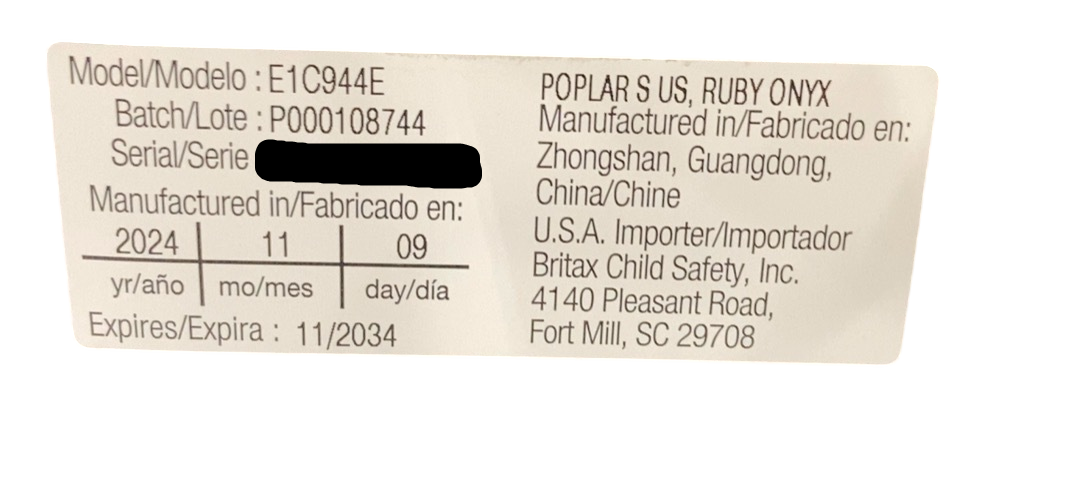 Model/Modelo : E1C944E
Batch/Lote : P000108744
Serial/Serie
Manufactured in/Fabricado en:
2024 11 09
yr/año mo/mes day/día
Expires/Expira : 11/2034
POPLAR S US, RUBY ONYX
Manufactured in/Fabricado en:
Zhongshan, Guangdong,
China/Chine
U.S.A. Importer/Importador
Britax Child Safety, Inc.
4140 Pleasant Road,
Fort Mill, SC 29708